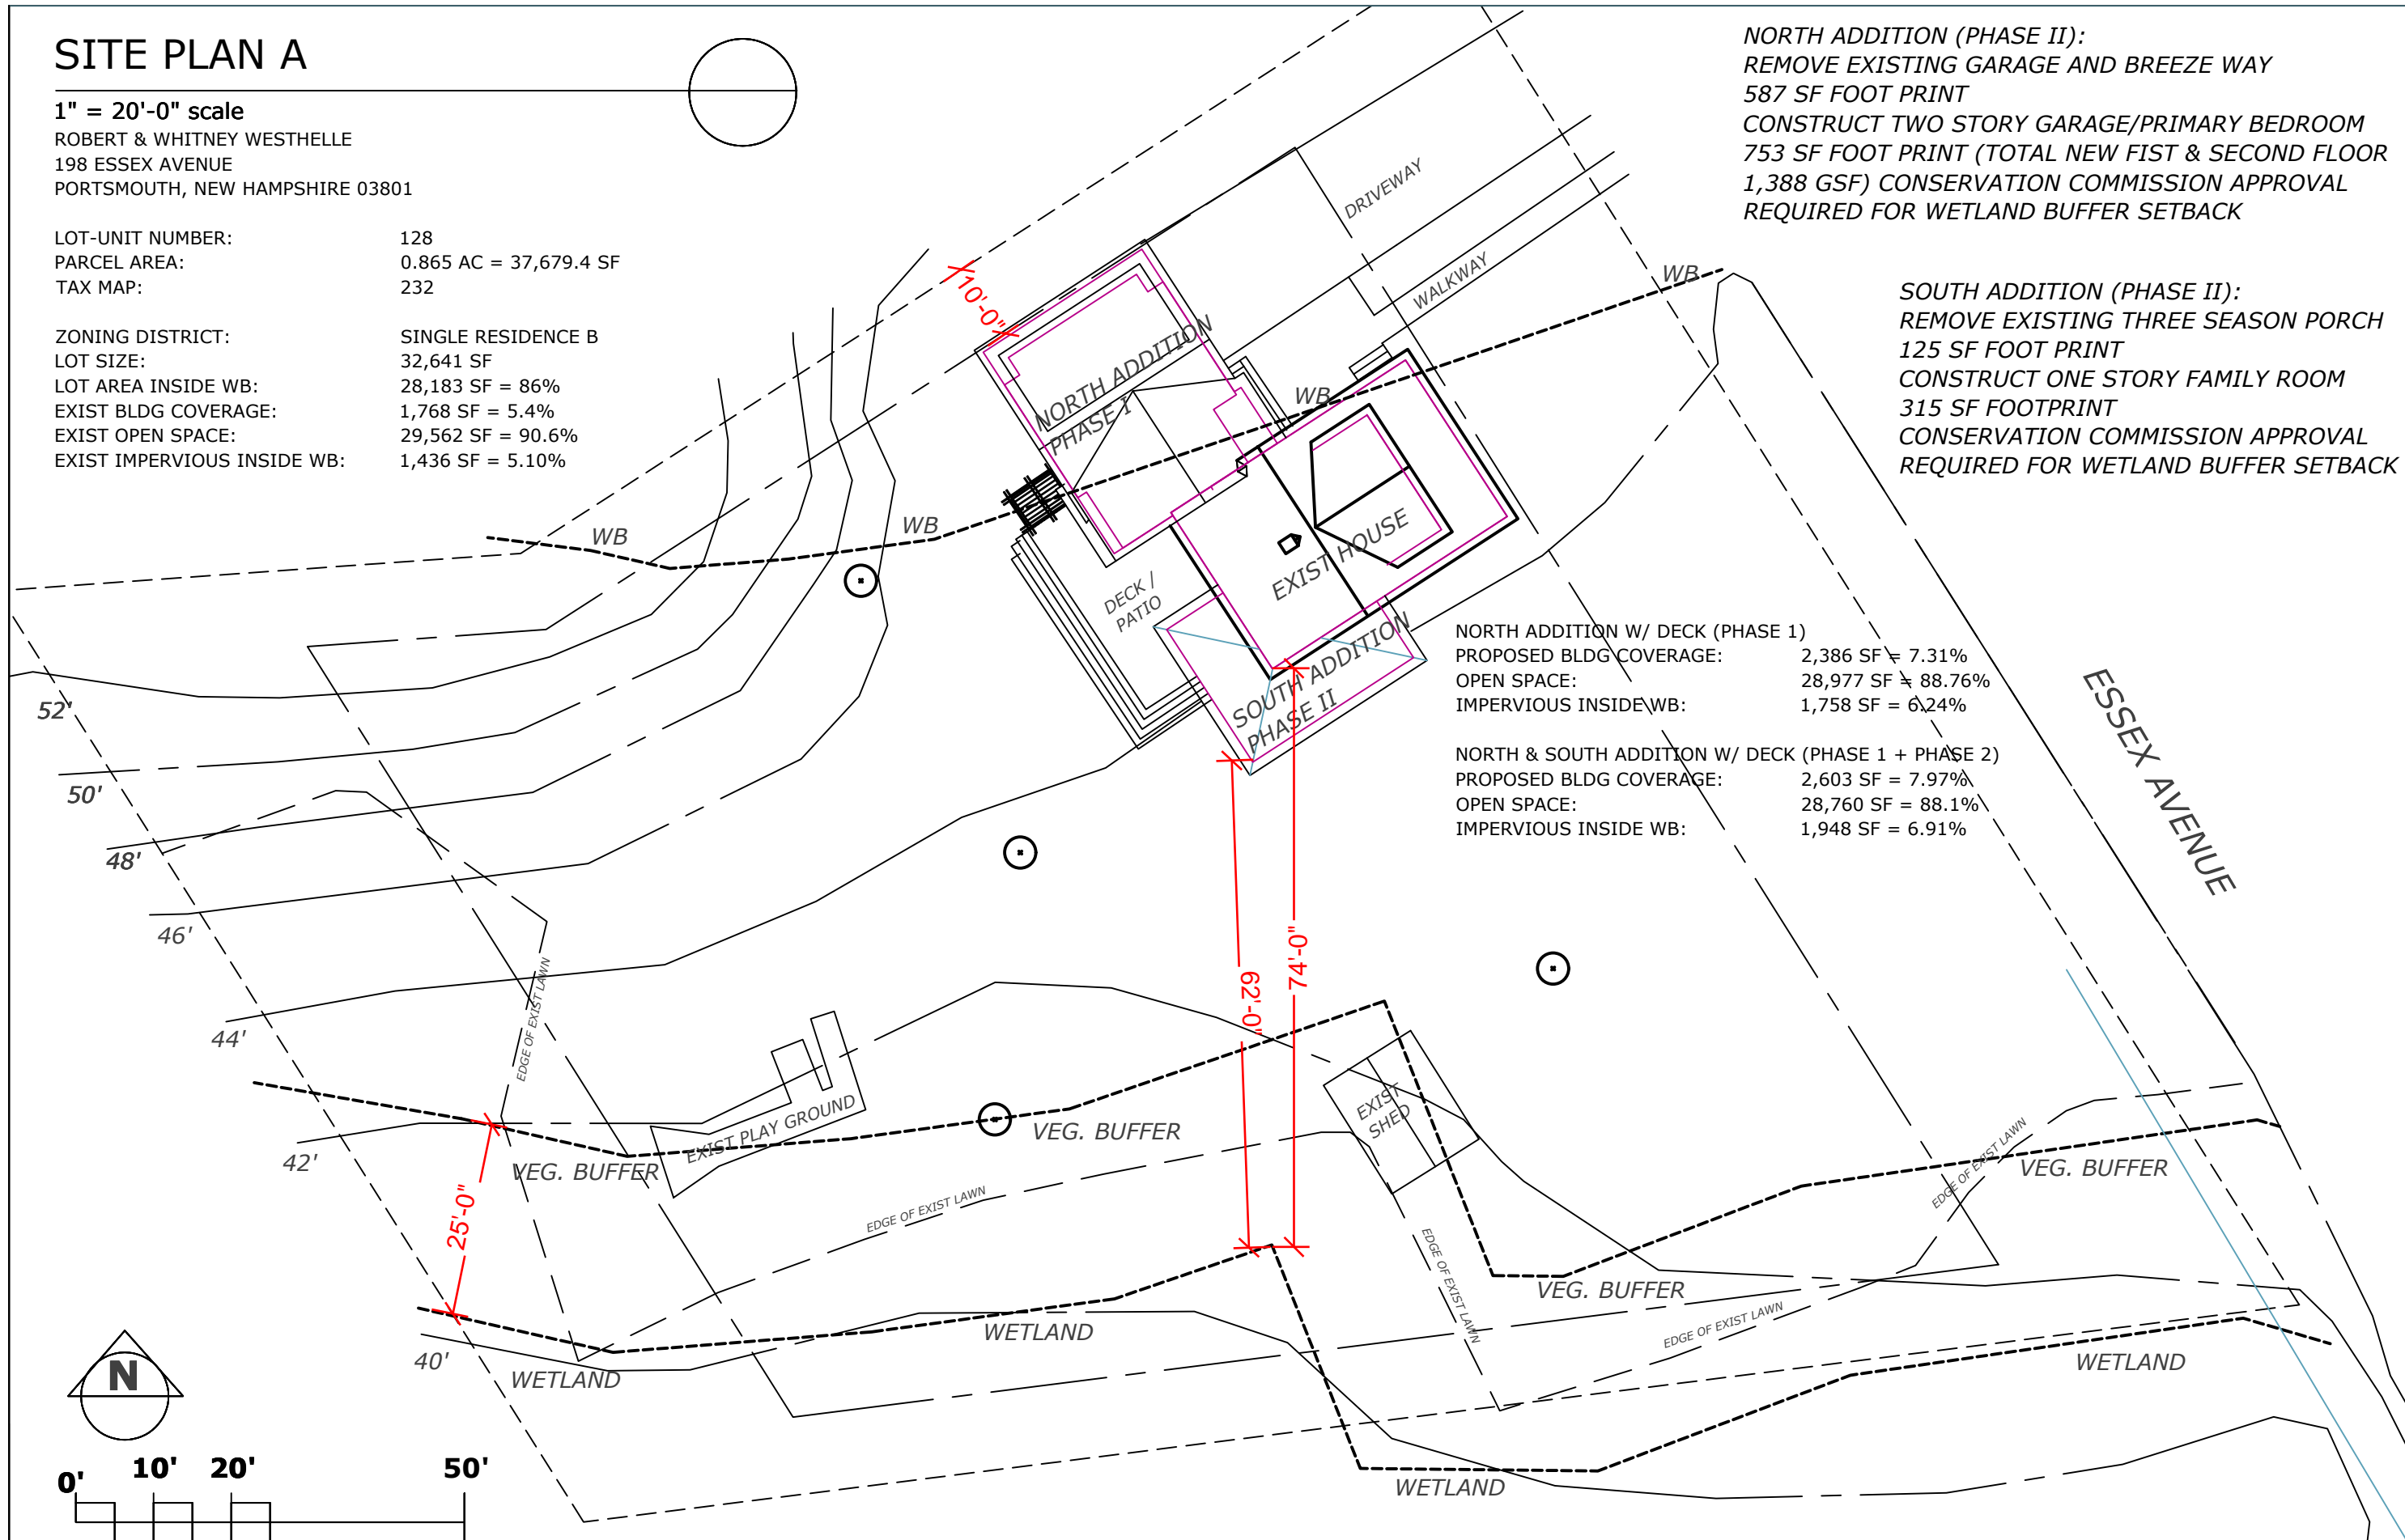 SITE PLAN A
1" = 20'-0" scale
ROBERT & WHITNEY WESTHELLE
198 ESSEX AVENUE
PORTSMOUTH, NEW HAMPSHIRE 03801
LOT-UNIT NUMBER: 128
PARCEL AREA: 0.865 AC = 37,679.4 SF
TAX MAP: 232
ZONING DISTRICT: SINGLE RESIDENCE B
LOT SIZE: 32,641 SF
LOT AREA INSIDE WB: 28,183 SF = 86%
EXIST BLDG COVERAGE: 1,768 SF = 5.4%
EXIST OPEN SPACE: 29,562 SF = 90.6%
EXIST IMPERVIOUS INSIDE WB: 1,436 SF = 5.10%
NORTH ADDITION (PHASE II):
REMOVE EXISTING GARAGE AND BREEZE WAY
587 SF FOOT PRINT
CONSTRUCT TWO STORY GARAGE/PRIMARY BEDROOM
753 SF FOOT PRINT (TOTAL NEW FIST & SECOND FLOOR
1,388 GSF) CONSERVATION COMMISSION APPROVAL
REQUIRED FOR WETLAND BUFFER SETBACK
SOUTH ADDITION (PHASE II):
REMOVE EXISTING THREE SEASON PORCH
125 SF FOOT PRINT
CONSTRUCT ONE STORY FAMILY ROOM
315 SF FOOTPRINT
CONSERVATION COMMISSION APPROVAL
REQUIRED FOR WETLAND BUFFER SETBACK
DRIVEWAY
WALKWAY
WB
10'-0"
NORTH ADDITION
PHASE I
WB
WB
WB
EXIST HOUSE
DECK /
PATIO
SOUTH ADDITION
PHASE II
NORTH ADDITION W/ DECK (PHASE 1)
PROPOSED BLDG COVERAGE: 2,386 SF = 7.31%
OPEN SPACE: 28,977 SF = 88.76%
IMPERVIOUS INSIDE WB: 1,758 SF = 6.24%
NORTH & SOUTH ADDITION W/ DECK (PHASE 1 + PHASE 2)
PROPOSED BLDG COVERAGE: 2,603 SF = 7.97%
OPEN SPACE: 28,760 SF = 88.1%
IMPERVIOUS INSIDE WB: 1,948 SF = 6.91%
ESSEX AVENUE
52'
50'
48'
46'
44'
42'
40'
EDGE OF EXIST LAWN
62'-0"
74'-0"
EXIST PLAY GROUND
EXIST
SHED
VEG. BUFFER
VEG. BUFFER
VEG. BUFFER
VEG. BUFFER
25'-0"
EDGE OF EXIST LAWN
EDGE OF EXIST LAWN
EDGE OF EXIST LAWN
EDGE OF EXIST LAWN
WETLAND
WETLAND
WETLAND
WETLAND
N
0' 10' 20' 50'